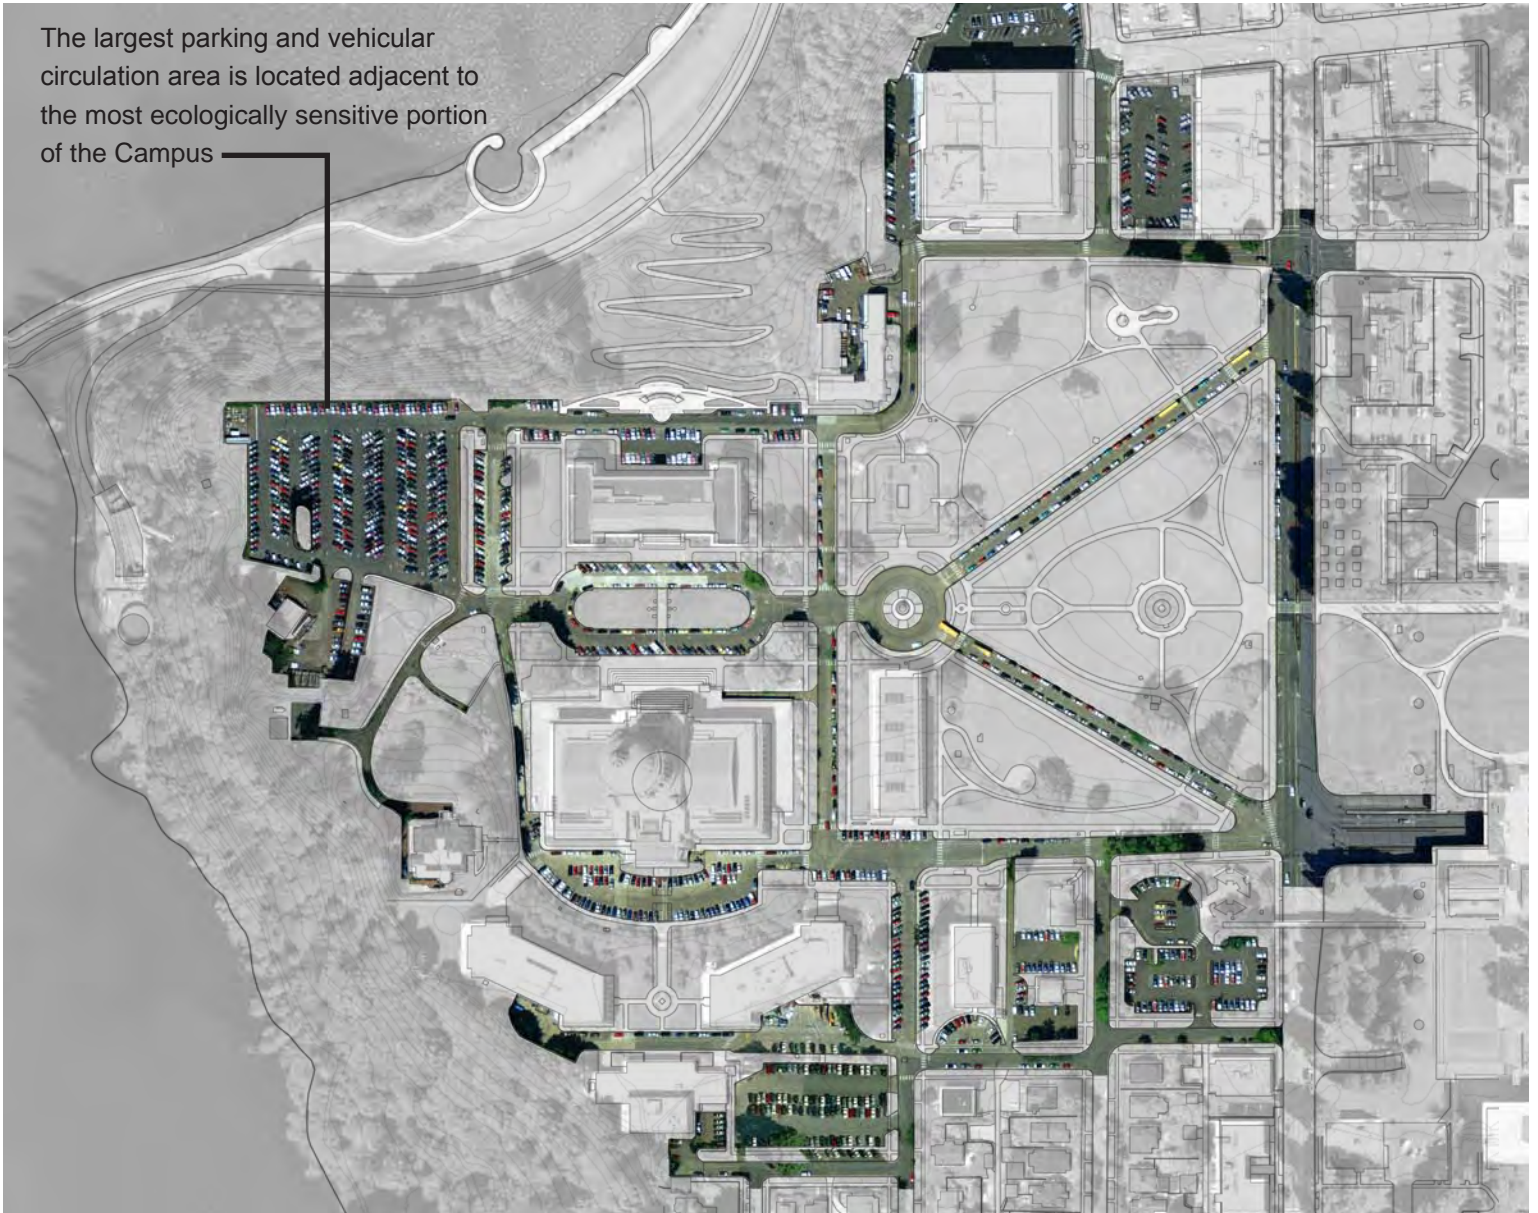 The largest parking and vehicular
circulation area is located adjacent to
the most ecologically sensitive portion
of the Campus